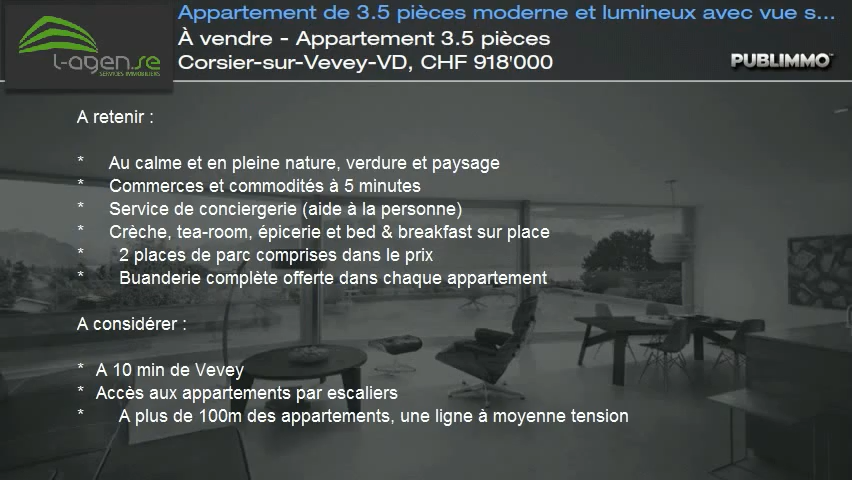 Appartement de 3.5 pièces moderne et lumineux avec vue s...
À vendre - Appartement 3.5 pièces
Corsier-sur-Vevey-VD, CHF 918'000
L-agen.se
SERVICES IMMOBILIERS
PUBLIMMO
A retenir :
* Au calme et en pleine nature, verdure et paysage
* Commerces et commodités à 5 minutes
* Service de conciergerie (aide à la personne)
* Crèche, tea-room, épicerie et bed & breakfast sur place
* 2 places de parc comprises dans le prix
* Buanderie complète offerte dans chaque appartement
A considérer :
* A 10 min de Vevey
* Accès aux appartements par escaliers
* A plus de 100m des appartements, une ligne à moyenne tension